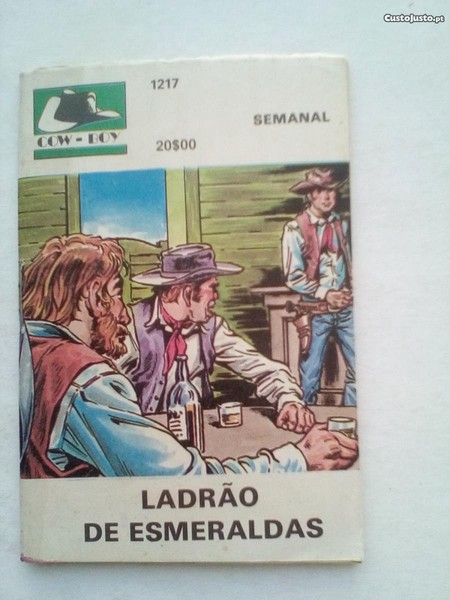 CustoJusto.pt
1217
SEMANAL
COW-BOY
20$00
LADRÃO
DE ESMERALDAS